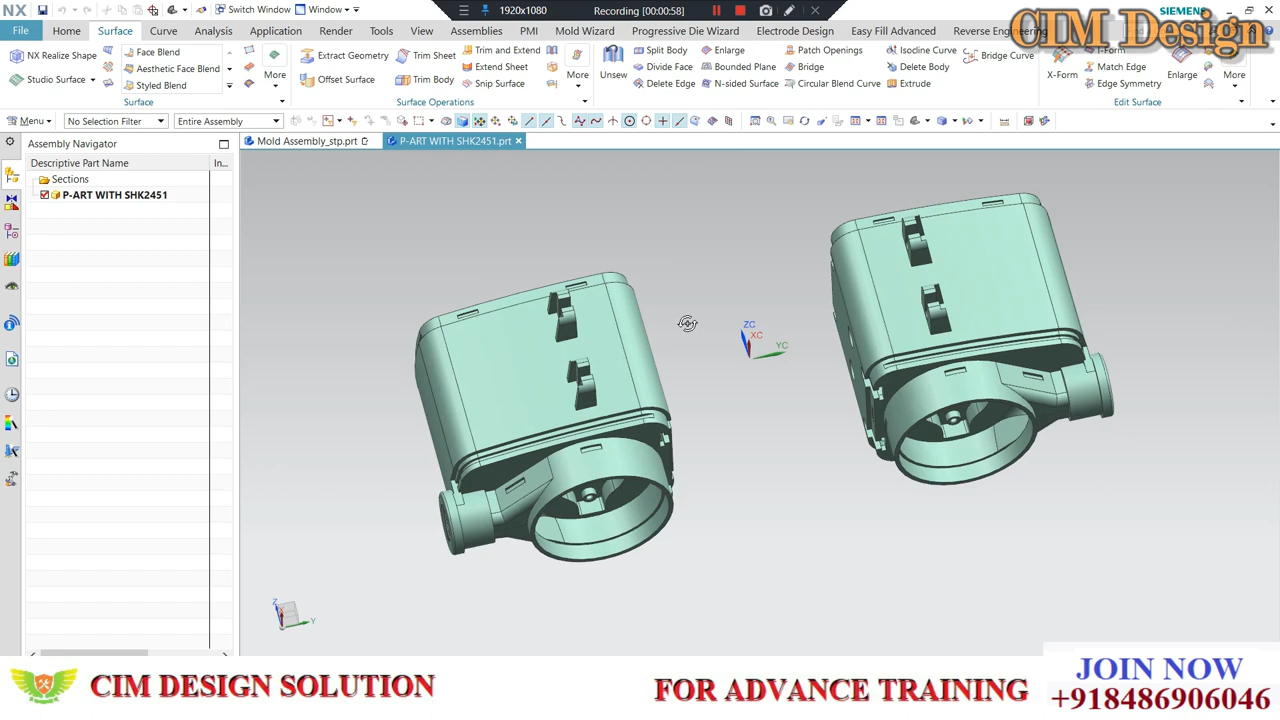 NX
Switch Window
Window
1920x1080
Recording [00:00:58]
SIEMENS
CIM Design
File
Home
Surface
Curve
Analysis
Application
Render
Tools
View
Assemblies
PMI
Mold Wizard
Progressive Die Wizard
Electrode Design
Easy Fill Advanced
Reverse Engineering
NX Realize Shape
Studio Surface
Face Blend
Aesthetic Face Blend
Styled Blend
More
Surface
Extract Geometry
Offset Surface
Trim Sheet
Trim Body
Trim and Extend
Extend Sheet
Snap Surface
More
Surface Operations
Unsew
Split Body
Divide Face
Delete Edge
Enlarge
Bounded Plane
N-sided Surface
Patch Openings
Bridge
Circular Blend Curve
Isocline Curve
Delete Body
Extrude
Bridge Curve
X-Form
I-Form
Match Edge
Edge Symmetry
Enlarge
More
Edit Surface
Menu
No Selection Filter
Entire Assembly
Assembly Navigator
Mold Assembly_stp.prt
P-ART WITH SHK2451.prt
Descriptive Part Name
In...
Sections
P-ART WITH SHK2451
ZC
XC
YC
Z
Y
CIM DESIGN SOLUTION
FOR ADVANCE TRAINING
JOIN NOW
+918486906046